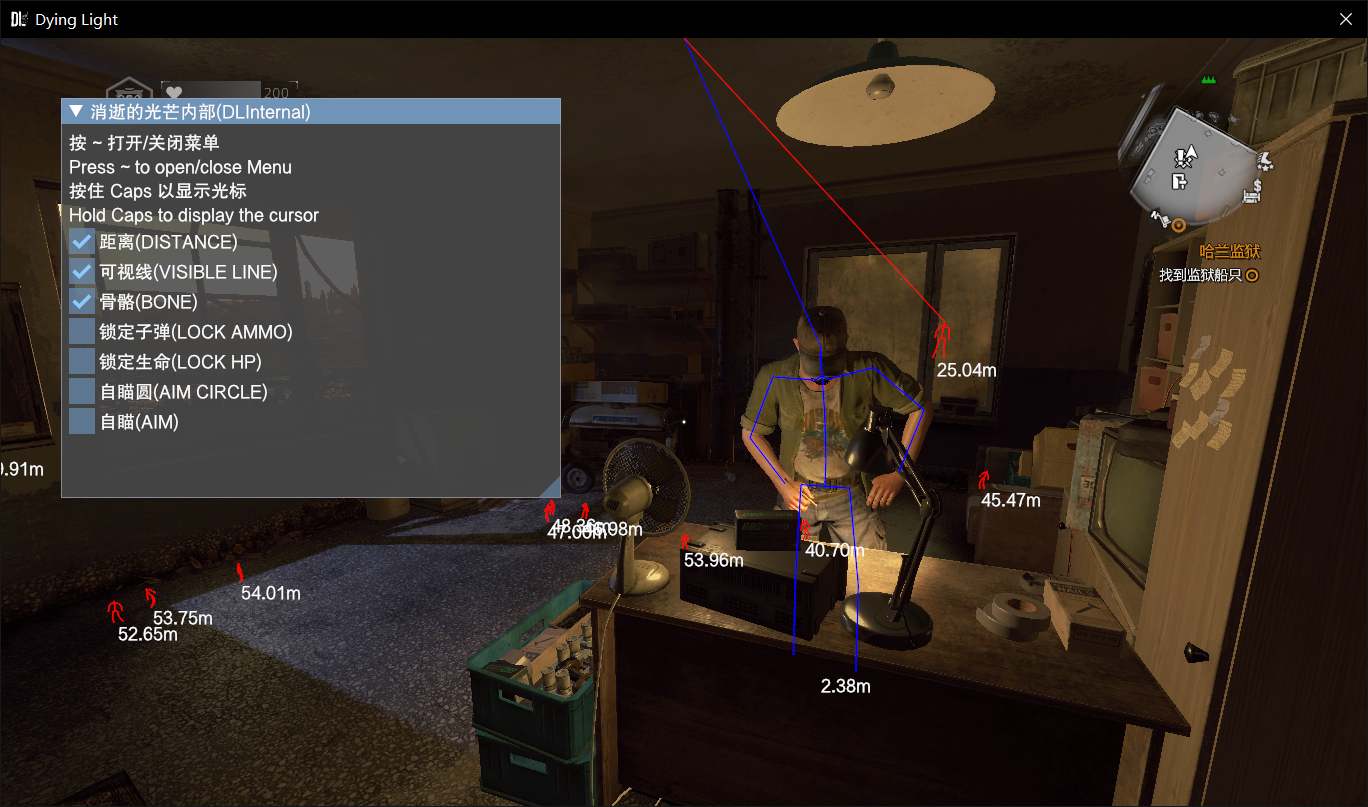 Dying Light
200
消逝的光芒内部(DLInternal)
按 ~ 打开/关闭菜单
Press ~ to open/close Menu
按住 Caps 以显示光标
Hold Caps to display the cursor
距离(DISTANCE)
可视线(VISIBLE LINE)
骨骼(BONE)
锁定子弹(LOCK AMMO)
锁定生命(LOCK HP)
自瞄圆(AIM CIRCLE)
自瞄(AIM)
N
$
哈兰监狱
找到监狱船只
25.04m
.91m
45.47m
47.00m
53.96m
40.70m
54.01m
53.75m
52.65m
2.38m